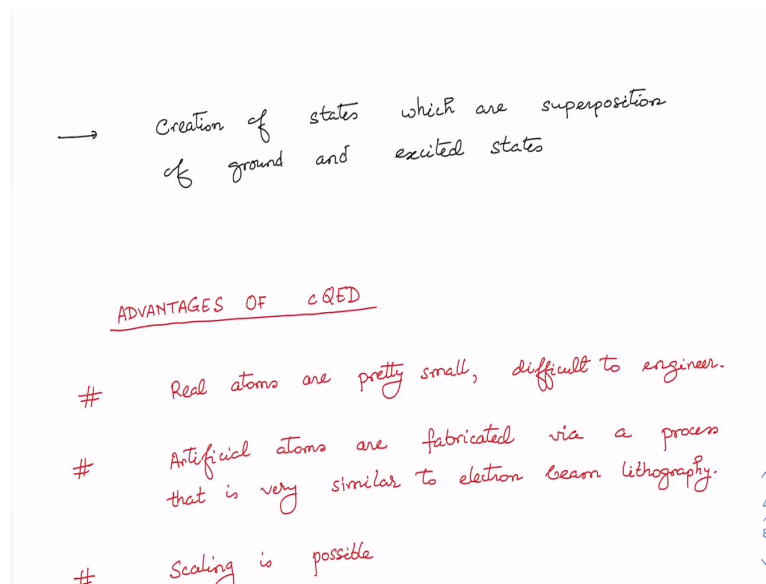 → Creation of states which are superposition
of ground and excited states
ADVANTAGES OF cQED
# Real atoms are pretty small, difficult to engineer.
# Artificial atoms are fabricated via a process
that is very similar to electron beam lithography.
# Scaling is possible